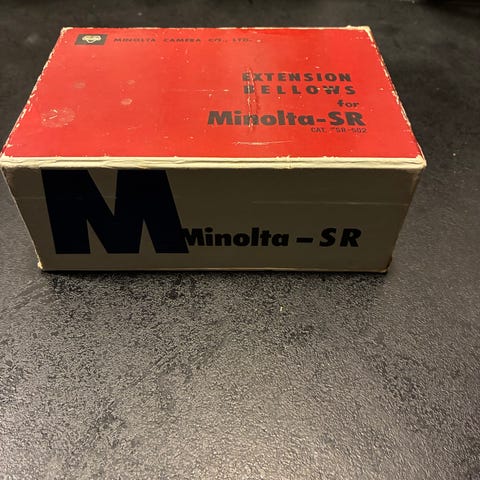 MINOLTA CAMERA CO., LTD.
EXTENSION
BELLOWS
for
Minolta-SR
CAT. SR-502
M Minolta-SR